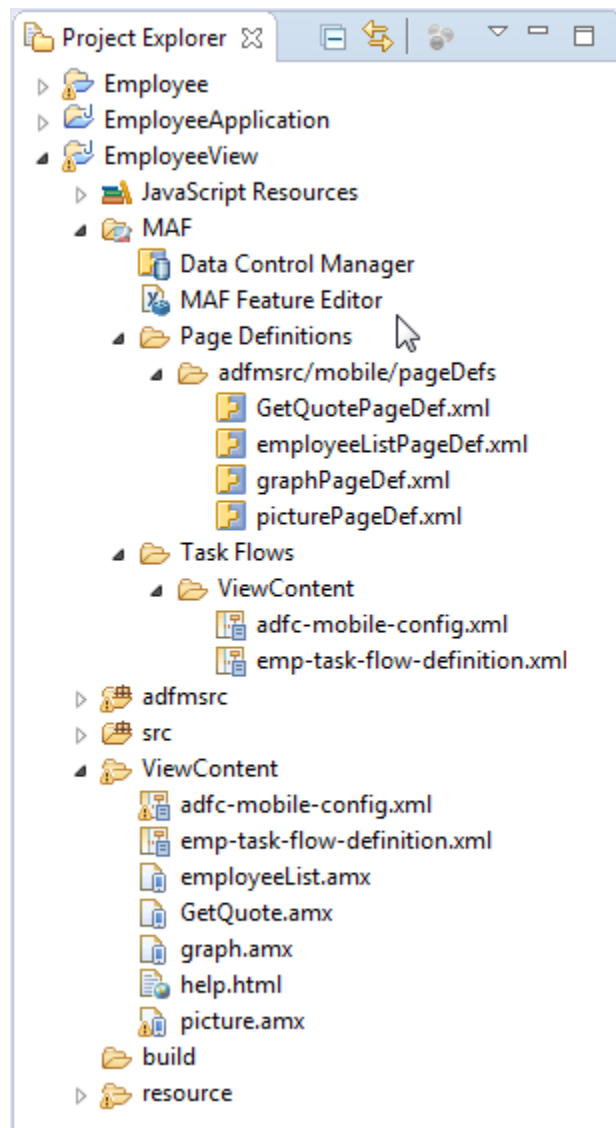 Project Explorer
Employee
EmployeeApplication
EmployeeView
JavaScript Resources
MAF
Data Control Manager
MAF Feature Editor
Page Definitions
adfmsrc/mobile/pageDefs
GetQuotePageDef.xml
employeeListPageDef.xml
graphPageDef.xml
picturePageDef.xml
Task Flows
ViewContent
adfc-mobile-config.xml
emp-task-flow-definition.xml
adfmsrc
src
ViewContent
adfc-mobile-config.xml
emp-task-flow-definition.xml
employeeList.amx
GetQuote.amx
graph.amx
help.html
picture.amx
build
resource